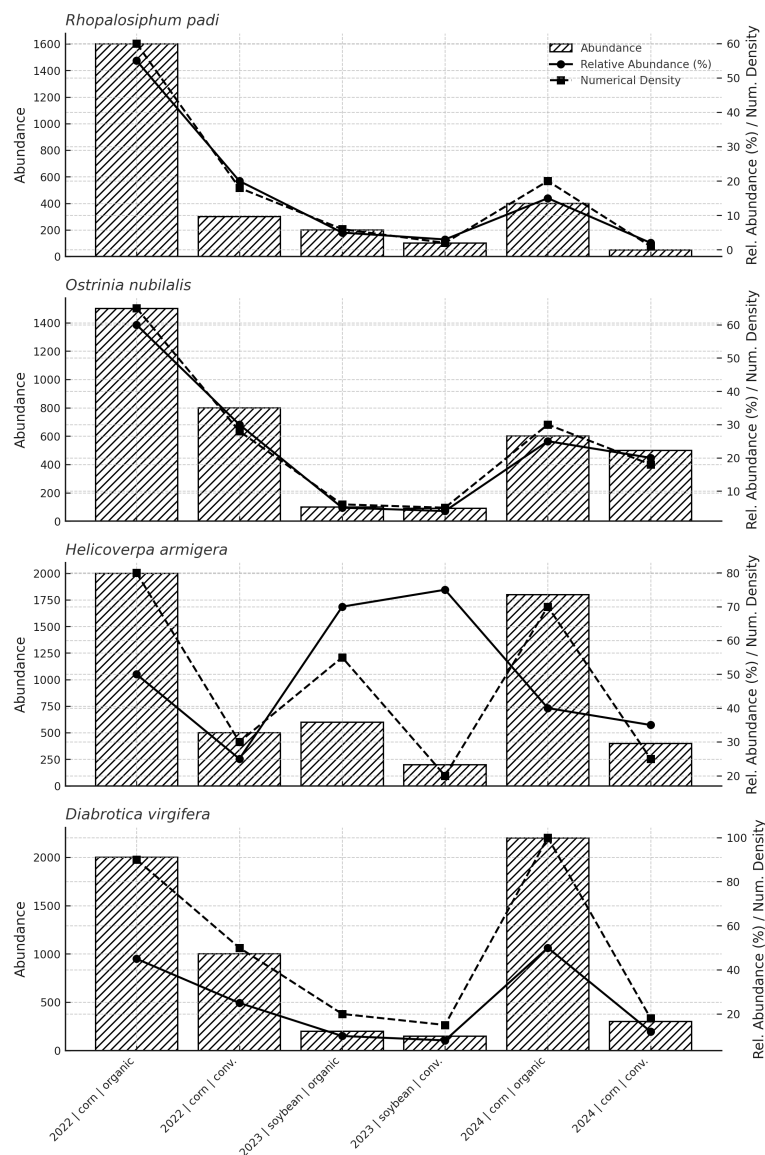 Rhopalosiphum padi
1600
1400
1200
1000
800
600
400
200
0
Abundance
60
50
40
30
20
10
0
Rel. Abundance (%) / Num. Density
Abundance
Relative Abundance (%)
Numerical Density
Ostrinia nubilalis
1400
1200
1000
800
600
400
200
0
Abundance
60
50
40
30
20
10
Rel. Abundance (%) / Num. Density
Helicoverpa armigera
2000
1750
1500
1250
1000
750
500
250
0
Abundance
80
70
60
50
40
30
20
Rel. Abundance (%) / Num. Density
Diabrotica virgifera
2000
1500
1000
500
0
Abundance
100
80
60
40
20
Rel. Abundance (%) / Num. Density
2022 | corn | organic
2022 | corn | conv.
2023 | soybean | organic
2023 | soybean | conv.
2024 | corn | organic
2024 | corn | conv.